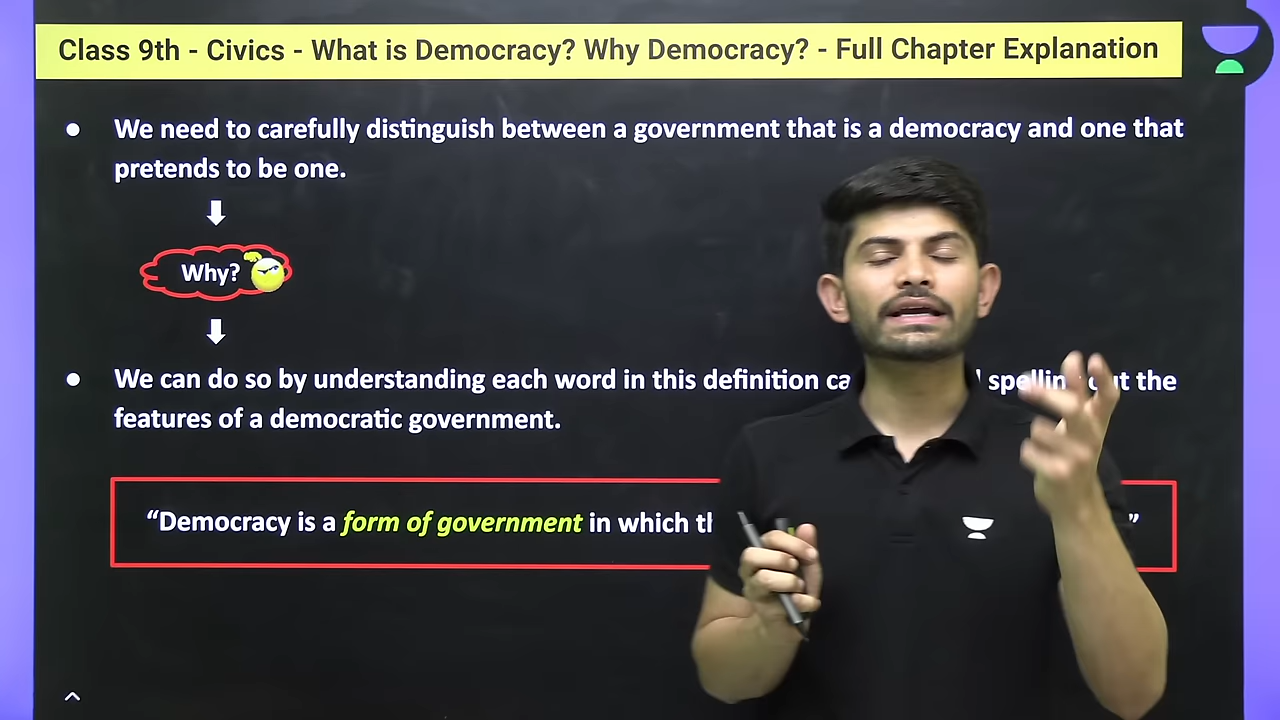 Class 9th - Civics - What is Democracy? Why Democracy? - Full Chapter Explanation
● We need to carefully distinguish between a government that is a democracy and one that
pretends to be one.
Why?
● We can do so by understanding each word in this definition out the
features of a democratic government.
“Democracy is a form of government in which ”